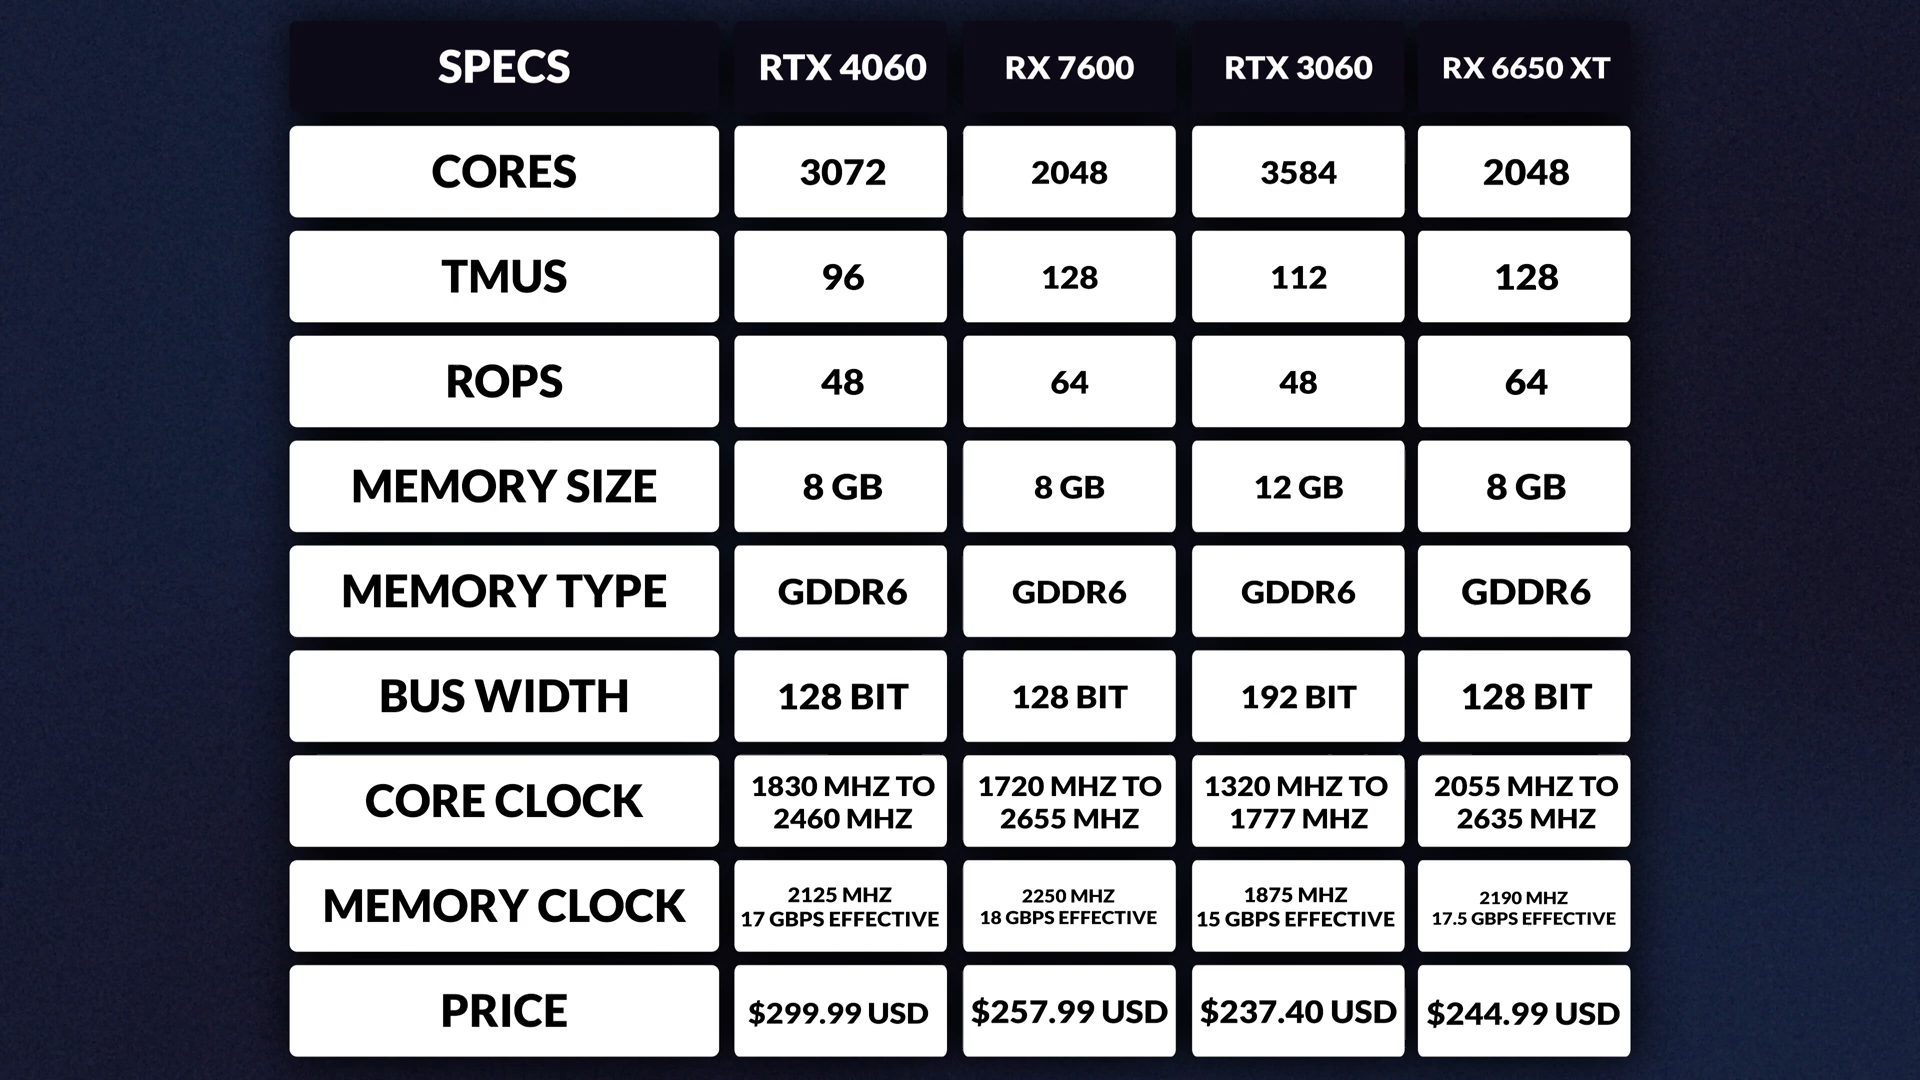 SPECS RTX 4060 RX 7600 RTX 3060 RX 6650 XT
CORES 3072 2048 3584 2048
TMUS 96 128 112 128
ROPS 48 64 48 64
MEMORY SIZE 8 GB 8 GB 12 GB 8 GB
MEMORY TYPE GDDR6 GDDR6 GDDR6 GDDR6
BUS WIDTH 128 BIT 128 BIT 192 BIT 128 BIT
CORE CLOCK
1830 MHZ TO
2460 MHZ
1720 MHZ TO
2655 MHZ
1320 MHZ TO
1777 MHZ
2055 MHZ TO
2635 MHZ
MEMORY CLOCK
2125 MHZ
17 GBPS EFFECTIVE
2250 MHZ
18 GBPS EFFECTIVE
1875 MHZ
15 GBPS EFFECTIVE
2190 MHZ
17.5 GBPS EFFECTIVE
PRICE $299.99 USD $257.99 USD $237.40 USD $244.99 USD